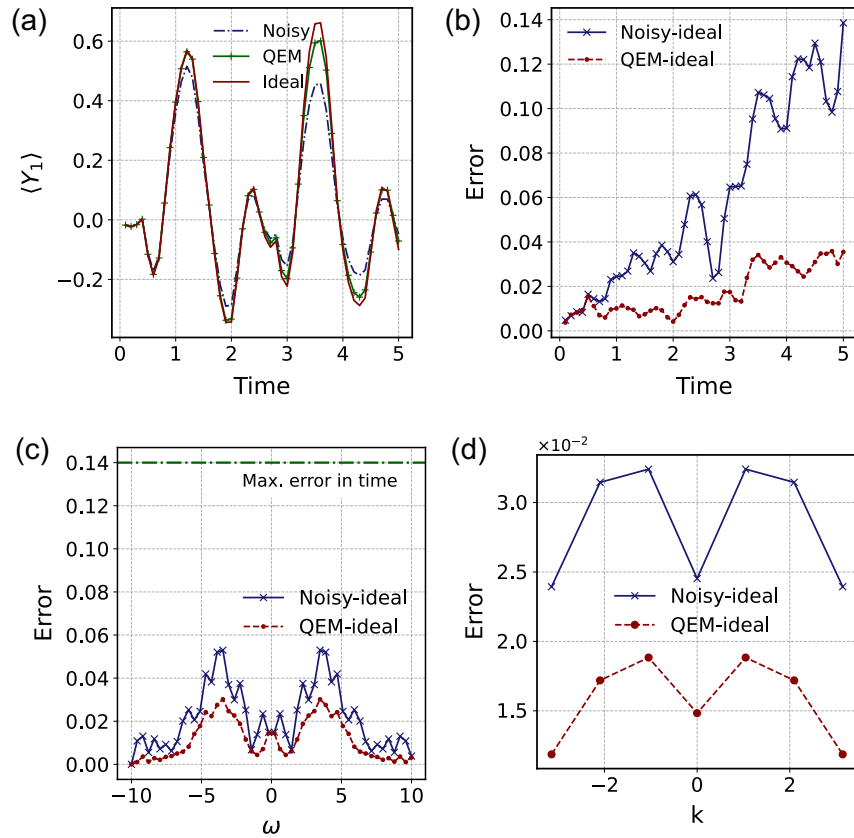 (a)
0.6
0.4
0.2
0.0
−0.2
⟨Y₁⟩
0 1 2 3 4 5
Time
Noisy
QEM
Ideal
(b)
0.14
0.12
0.10
0.08
0.06
0.04
0.02
0.00
Error
0 1 2 3 4 5
Time
Noisy-ideal
QEM-ideal
(c)
0.14
0.12
0.10
0.08
0.06
0.04
0.02
0.00
Error
Max. error in time
Noisy-ideal
QEM-ideal
−10 −5 0 5 10
ω
(d)
×10⁻²
3.0
2.5
2.0
1.5
Error
Noisy-ideal
QEM-ideal
−2 0 2
k